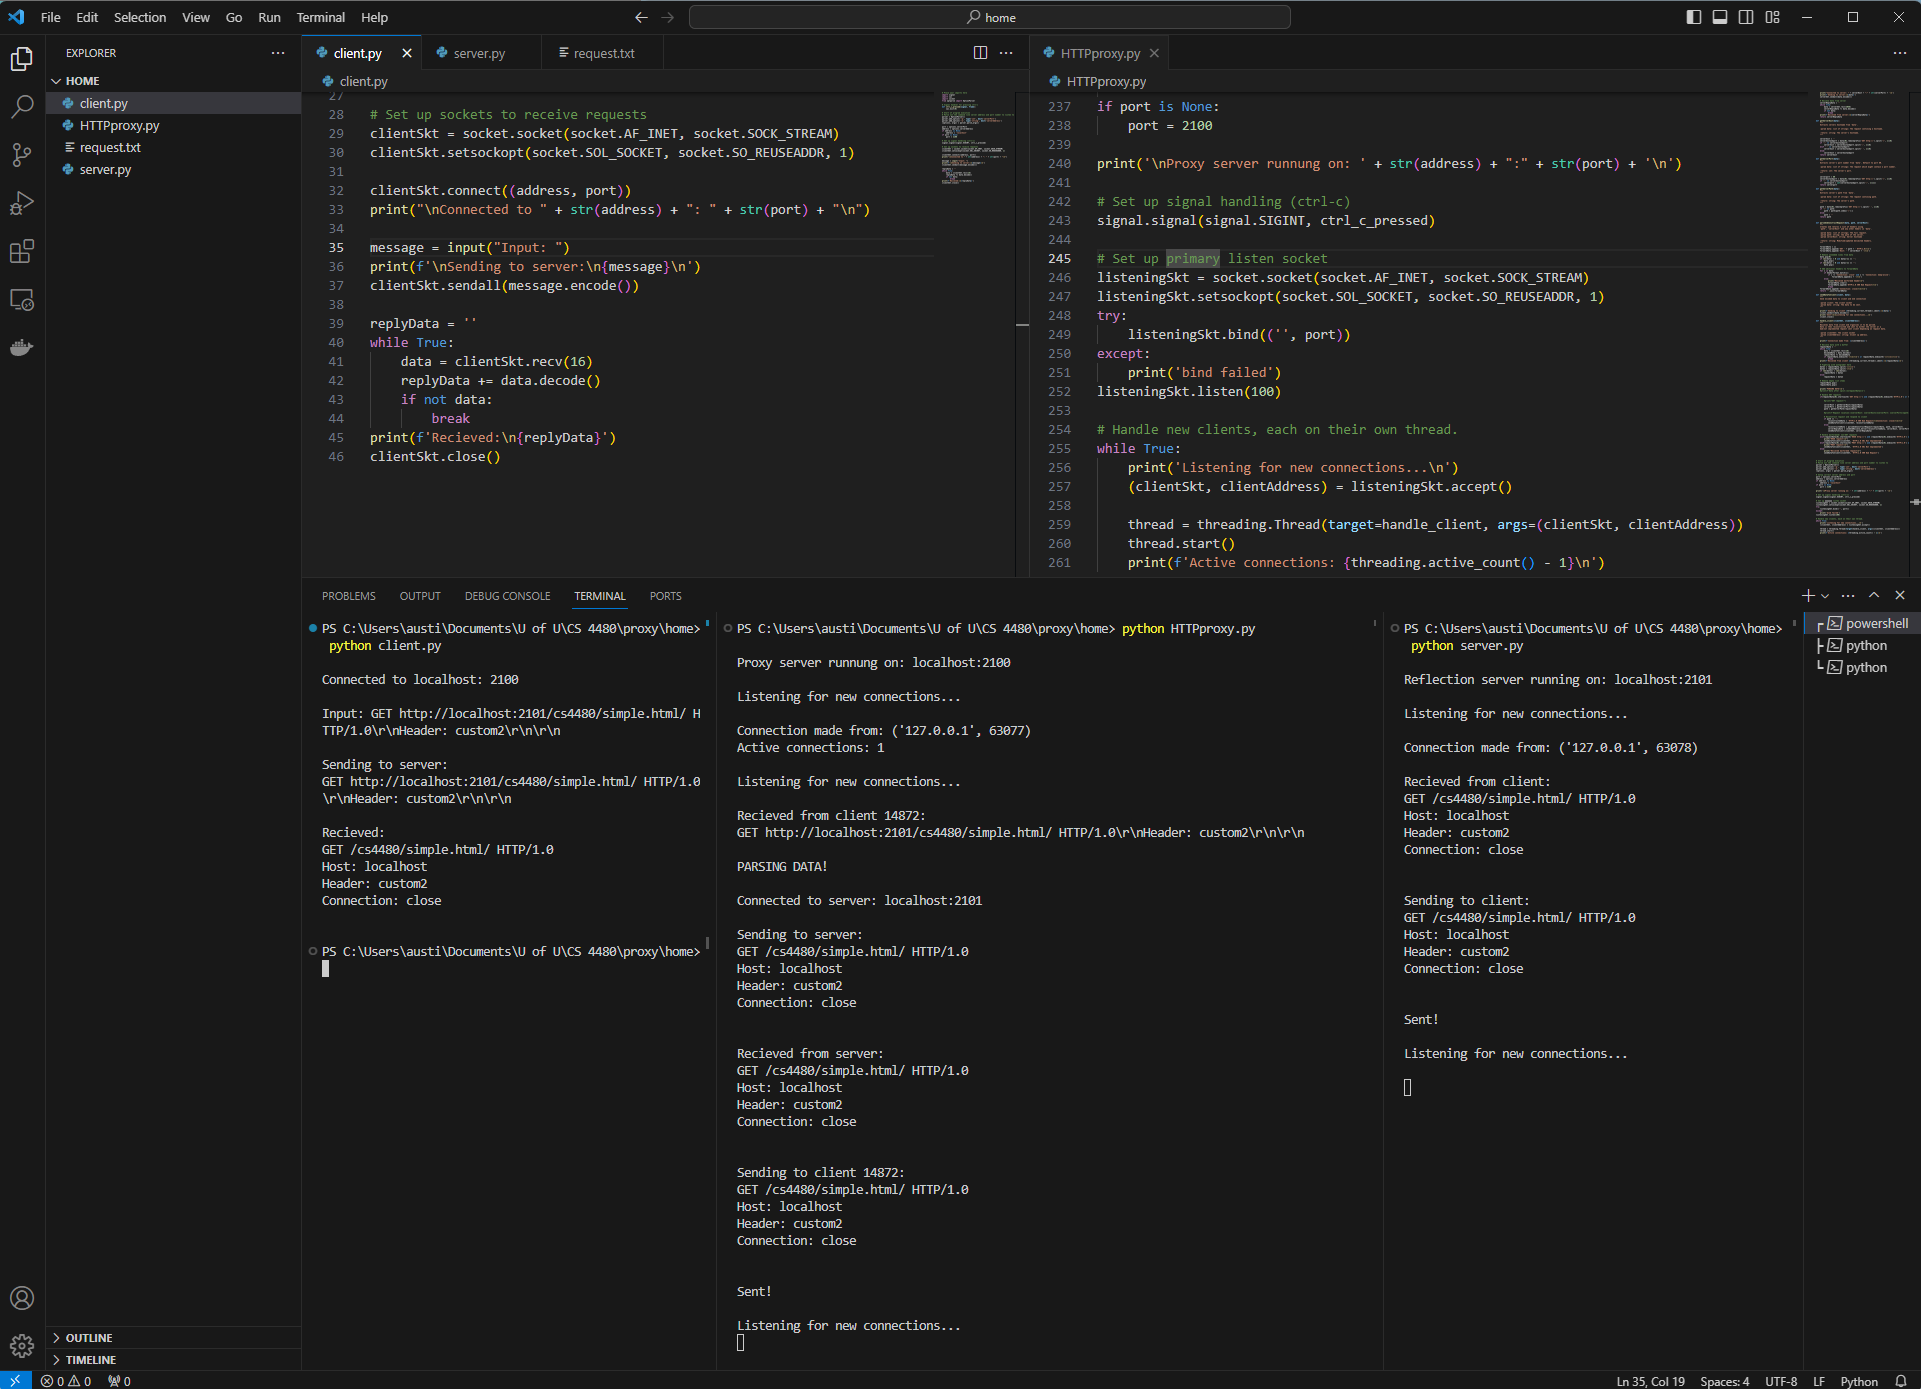 File Edit Selection View Go Run Terminal Help
home
EXPLORER
HOME
client.py
HTTPproxy.py
request.txt
server.py
OUTLINE
TIMELINE
client.py server.py request.txt
client.py
27
28 # Set up sockets to receive requests
29 clientSkt = socket.socket(socket.AF_INET, socket.SOCK_STREAM)
30 clientSkt.setsockopt(socket.SOL_SOCKET, socket.SO_REUSEADDR, 1)
31
32 clientSkt.connect((address, port))
33 print("\nConnected to " + str(address) + ": " + str(port) + "\n")
34
35 message = input("Input: ")
36 print(f'\nSending to server:\n{message}\n')
37 clientSkt.sendall(message.encode())
38
39 replyData = ''
40 while True:
41 data = clientSkt.recv(16)
42 replyData += data.decode()
43 if not data:
44 break
45 print(f'Recieved:\n{replyData}')
46 clientSkt.close()
HTTPproxy.py
HTTPproxy.py
237 if port is None:
238 port = 2100
239
240 print('\nProxy server runnung on: ' + str(address) + ":" + str(port) + '\n')
241
242 # Set up signal handling (ctrl-c)
243 signal.signal(signal.SIGINT, ctrl_c_pressed)
244
245 # Set up primary listen socket
246 listeningSkt = socket.socket(socket.AF_INET, socket.SOCK_STREAM)
247 listeningSkt.setsockopt(socket.SOL_SOCKET, socket.SO_REUSEADDR, 1)
248 try:
249 listeningSkt.bind(('', port))
250 except:
251 print('bind failed')
252 listeningSkt.listen(100)
253
254 # Handle new clients, each on their own thread.
255 while True:
256 print('Listening for new connections...\n')
257 (clientSkt, clientAddress) = listeningSkt.accept()
258
259 thread = threading.Thread(target=handle_client, args=(clientSkt, clientAddress))
260 thread.start()
261 print(f'Active connections: {threading.active_count() - 1}\n')
PROBLEMS OUTPUT DEBUG CONSOLE TERMINAL PORTS
PS C:\Users\austi\Documents\U of U\CS 4480\proxy\home>
python client.py
Connected to localhost: 2100
Input: GET http://localhost:2101/cs4480/simple.html/ H
TTP/1.0\r\nHeader: custom2\r\n\r\n
Sending to server:
GET http://localhost:2101/cs4480/simple.html/ HTTP/1.0
\r\nHeader: custom2\r\n\r\n
Recieved:
GET /cs4480/simple.html/ HTTP/1.0
Host: localhost
Header: custom2
Connection: close
PS C:\Users\austi\Documents\U of U\CS 4480\proxy\home>
PS C:\Users\austi\Documents\U of U\CS 4480\proxy\home> python HTTPproxy.py
Proxy server runnung on: localhost:2100
Listening for new connections...
Connection made from: ('127.0.0.1', 63077)
Active connections: 1
Listening for new connections...
Recieved from client 14872:
GET http://localhost:2101/cs4480/simple.html/ HTTP/1.0\r\nHeader: custom2\r\n\r\n
PARSING DATA!
Connected to server: localhost:2101
Sending to server:
GET /cs4480/simple.html/ HTTP/1.0
Host: localhost
Header: custom2
Connection: close
Recieved from server:
GET /cs4480/simple.html/ HTTP/1.0
Host: localhost
Header: custom2
Connection: close
Sending to client 14872:
GET /cs4480/simple.html/ HTTP/1.0
Host: localhost
Header: custom2
Connection: close
Sent!
Listening for new connections...
PS C:\Users\austi\Documents\U of U\CS 4480\proxy\home>
python server.py
Reflection server running on: localhost:2101
Listening for new connections...
Connection made from: ('127.0.0.1', 63078)
Recieved from client:
GET /cs4480/simple.html/ HTTP/1.0
Host: localhost
Header: custom2
Connection: close
Sending to client:
GET /cs4480/simple.html/ HTTP/1.0
Host: localhost
Header: custom2
Connection: close
Sent!
Listening for new connections...
powershell
python
python
0 0 0
Ln 35, Col 19 Spaces: 4 UTF-8 LF Python